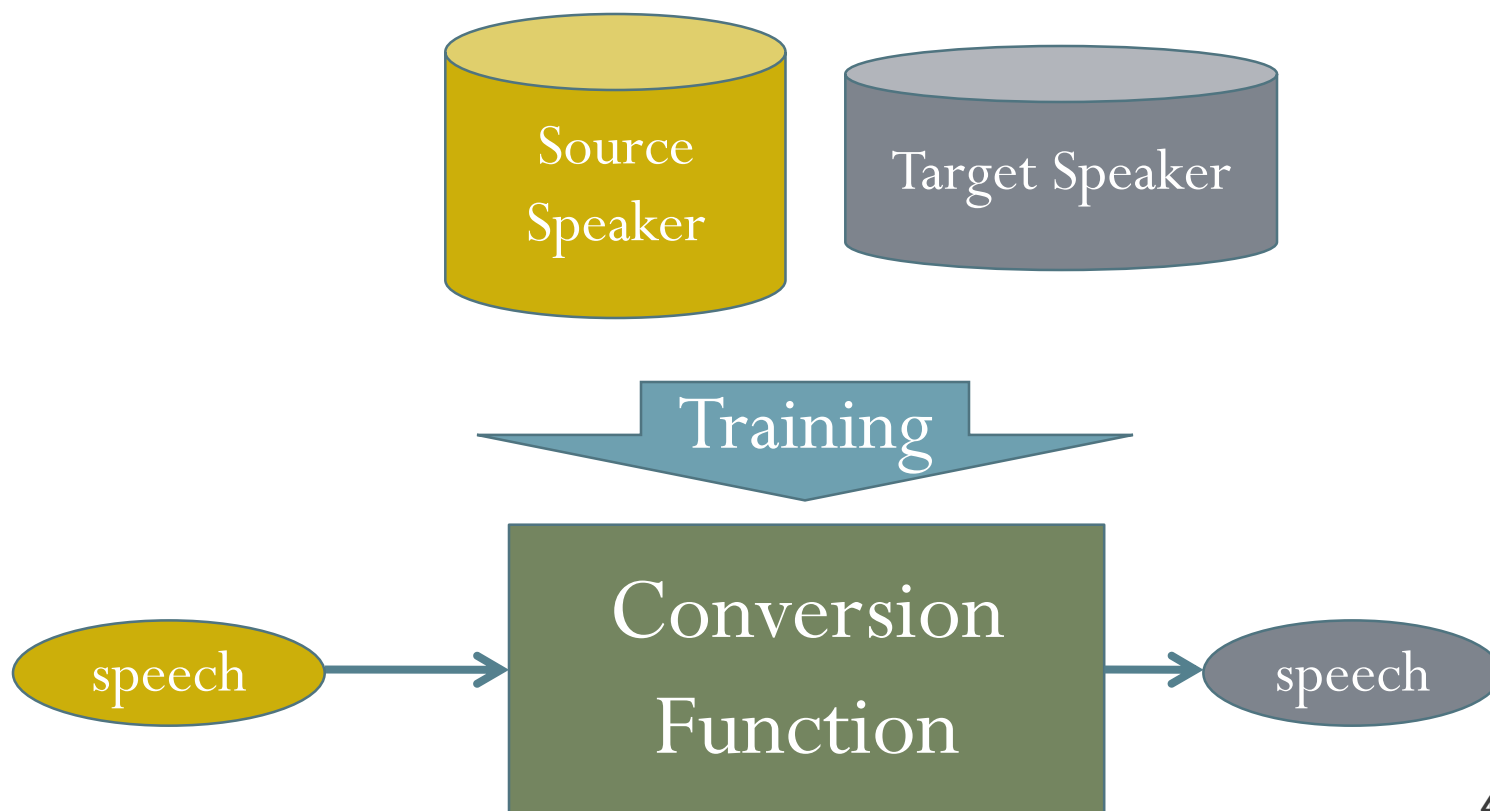 Source
Speaker
Target Speaker
Training
Conversion
Function
speech
speech